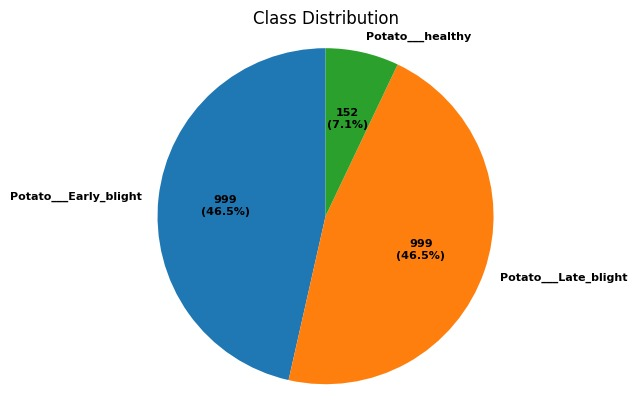 Class Distribution
Potato___healthy
152
(7.1%)
Potato___Early_blight
999
(46.5%)
999
(46.5%)
Potato___Late_blight